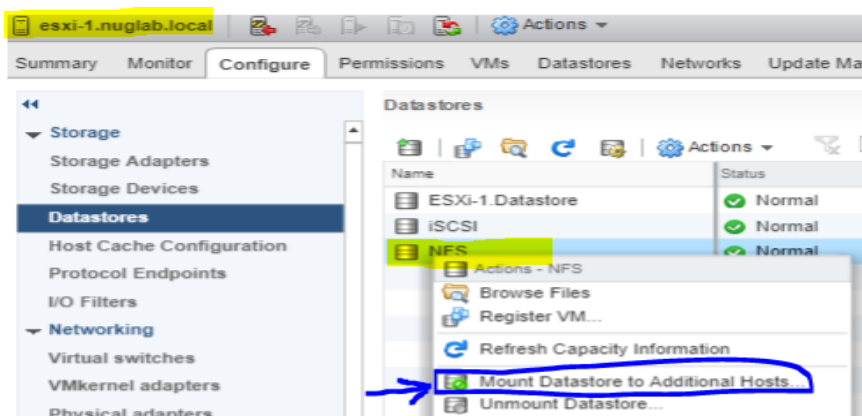 esxi-1.nuglab.local Actions
Summary Monitor Configure Permissions VMs Datastores Networks Update Ma
Storage
Storage Adapters
Storage Devices
Datastores
Host Cache Configuration
Protocol Endpoints
I/O Filters
Networking
Virtual switches
VMkernel adapters
Physical adapters
Datastores
Actions
Name Status
ESXi-1.Datastore Normal
iSCSI Normal
NFS Normal
Actions - NFS
Browse Files
Register VM...
Refresh Capacity Information
Mount Datastore to Additional Hosts...
Unmount Datastore...